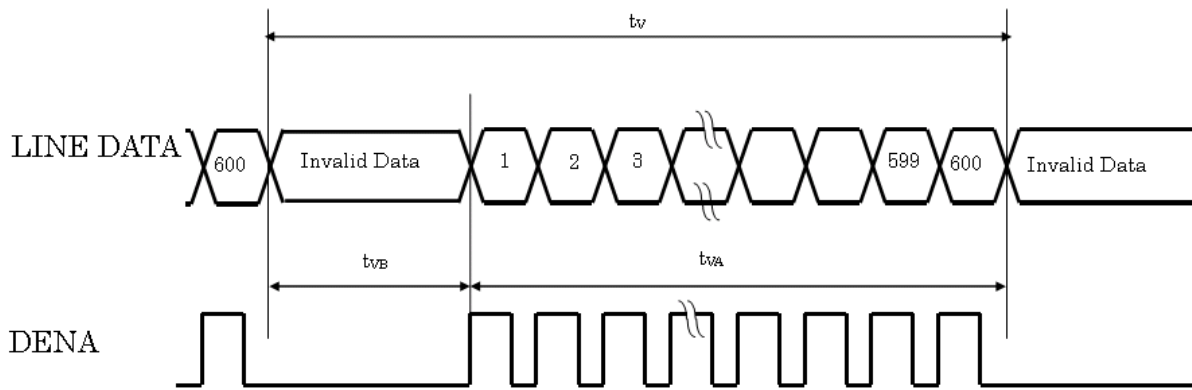 tV
LINE DATA 600 Invalid Data 1 2 3 599 600 Invalid Data
tVB tVA
DENA